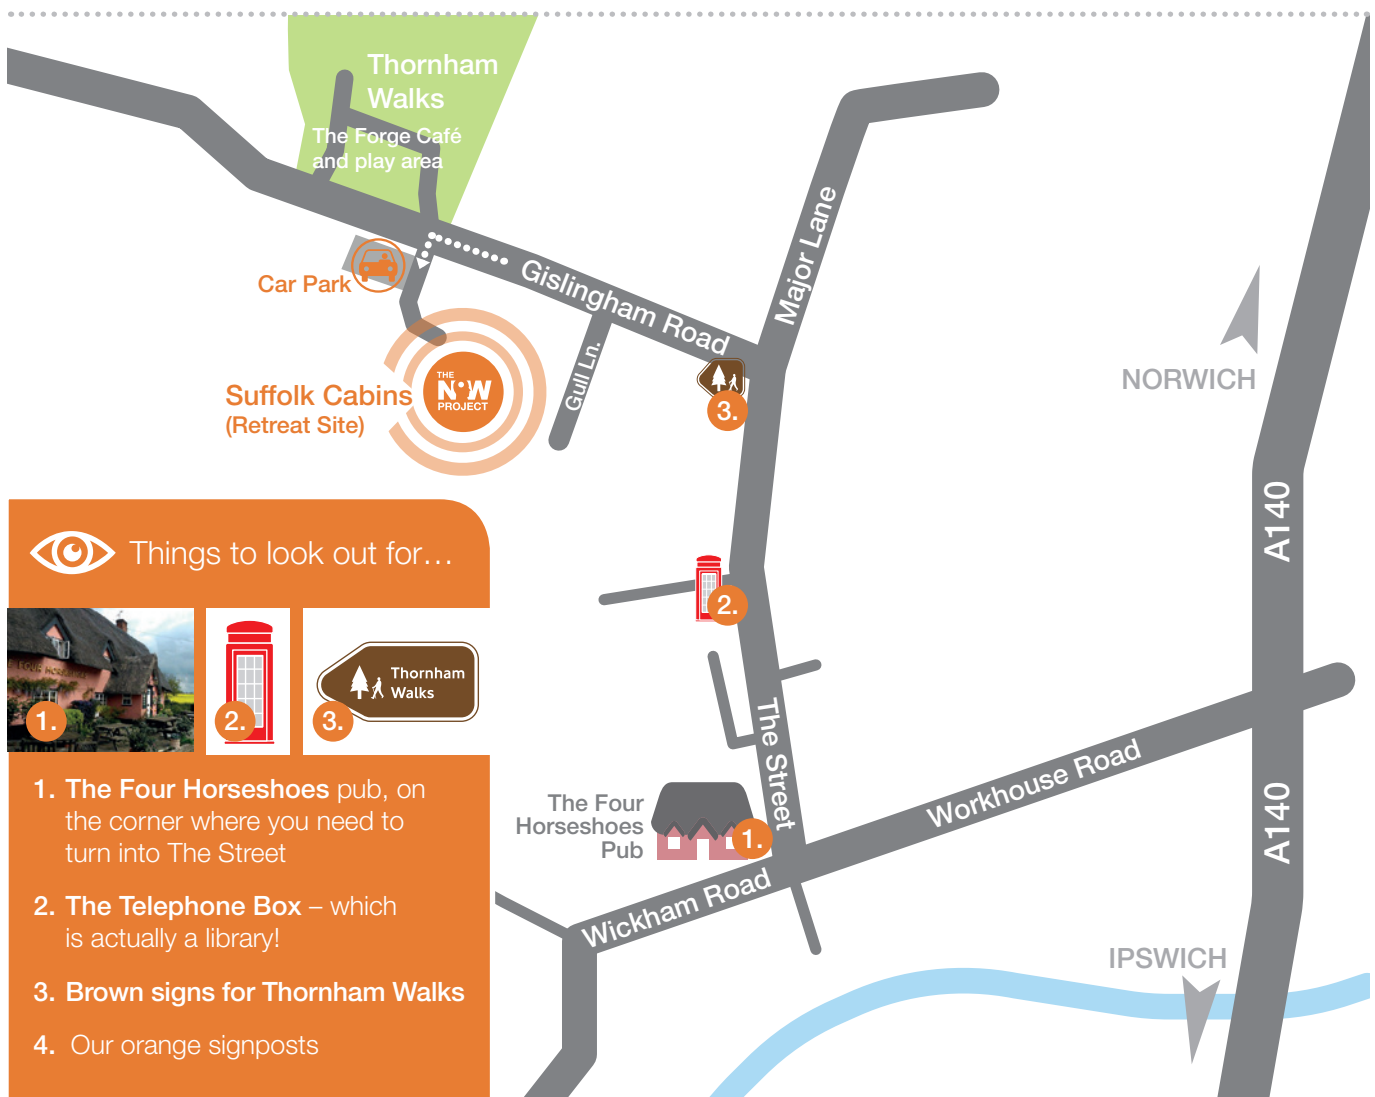 Thornham
Walks
The Forge Café
and play area
Major Lane
Gislingham Road
Car Park
Gull Ln.
NORWICH
THE
NOW
PROJECT
Suffolk Cabins
(Retreat Site)
3.
A140
Things to look out for…
2.
FOUR HORSESHOES
1.
2.
3.
Thornham
Walks
The Street
Workhouse Road
The Four
Horseshoes
Pub
1.
A140
Wickham Road
IPSWICH
1. The Four Horseshoes pub, on
the corner where you need to
turn into The Street
2. The Telephone Box – which
is actually a library!
3. Brown signs for Thornham Walks
4. Our orange signposts